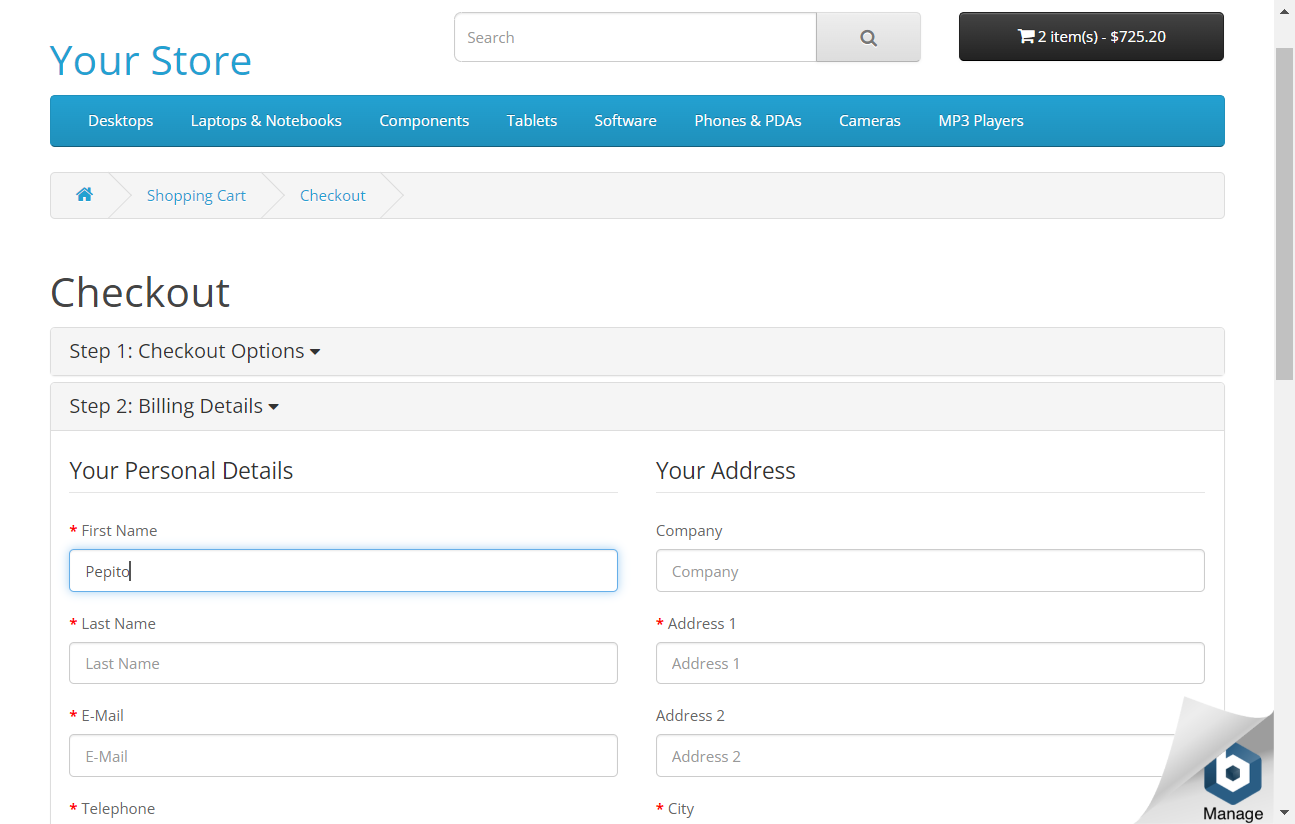 Your Store
Search
2 item(s) - $725.20
Desktops Laptops & Notebooks Components Tablets Software Phones & PDAs Cameras MP3 Players
Shopping Cart Checkout
Checkout
Step 1: Checkout Options
Step 2: Billing Details
Your Personal Details
* First Name
Pepito
* Last Name
Last Name
* E-Mail
E-Mail
* Telephone
Your Address
Company
Company
* Address 1
Address 1
Address 2
Address 2
* City
b
Manage